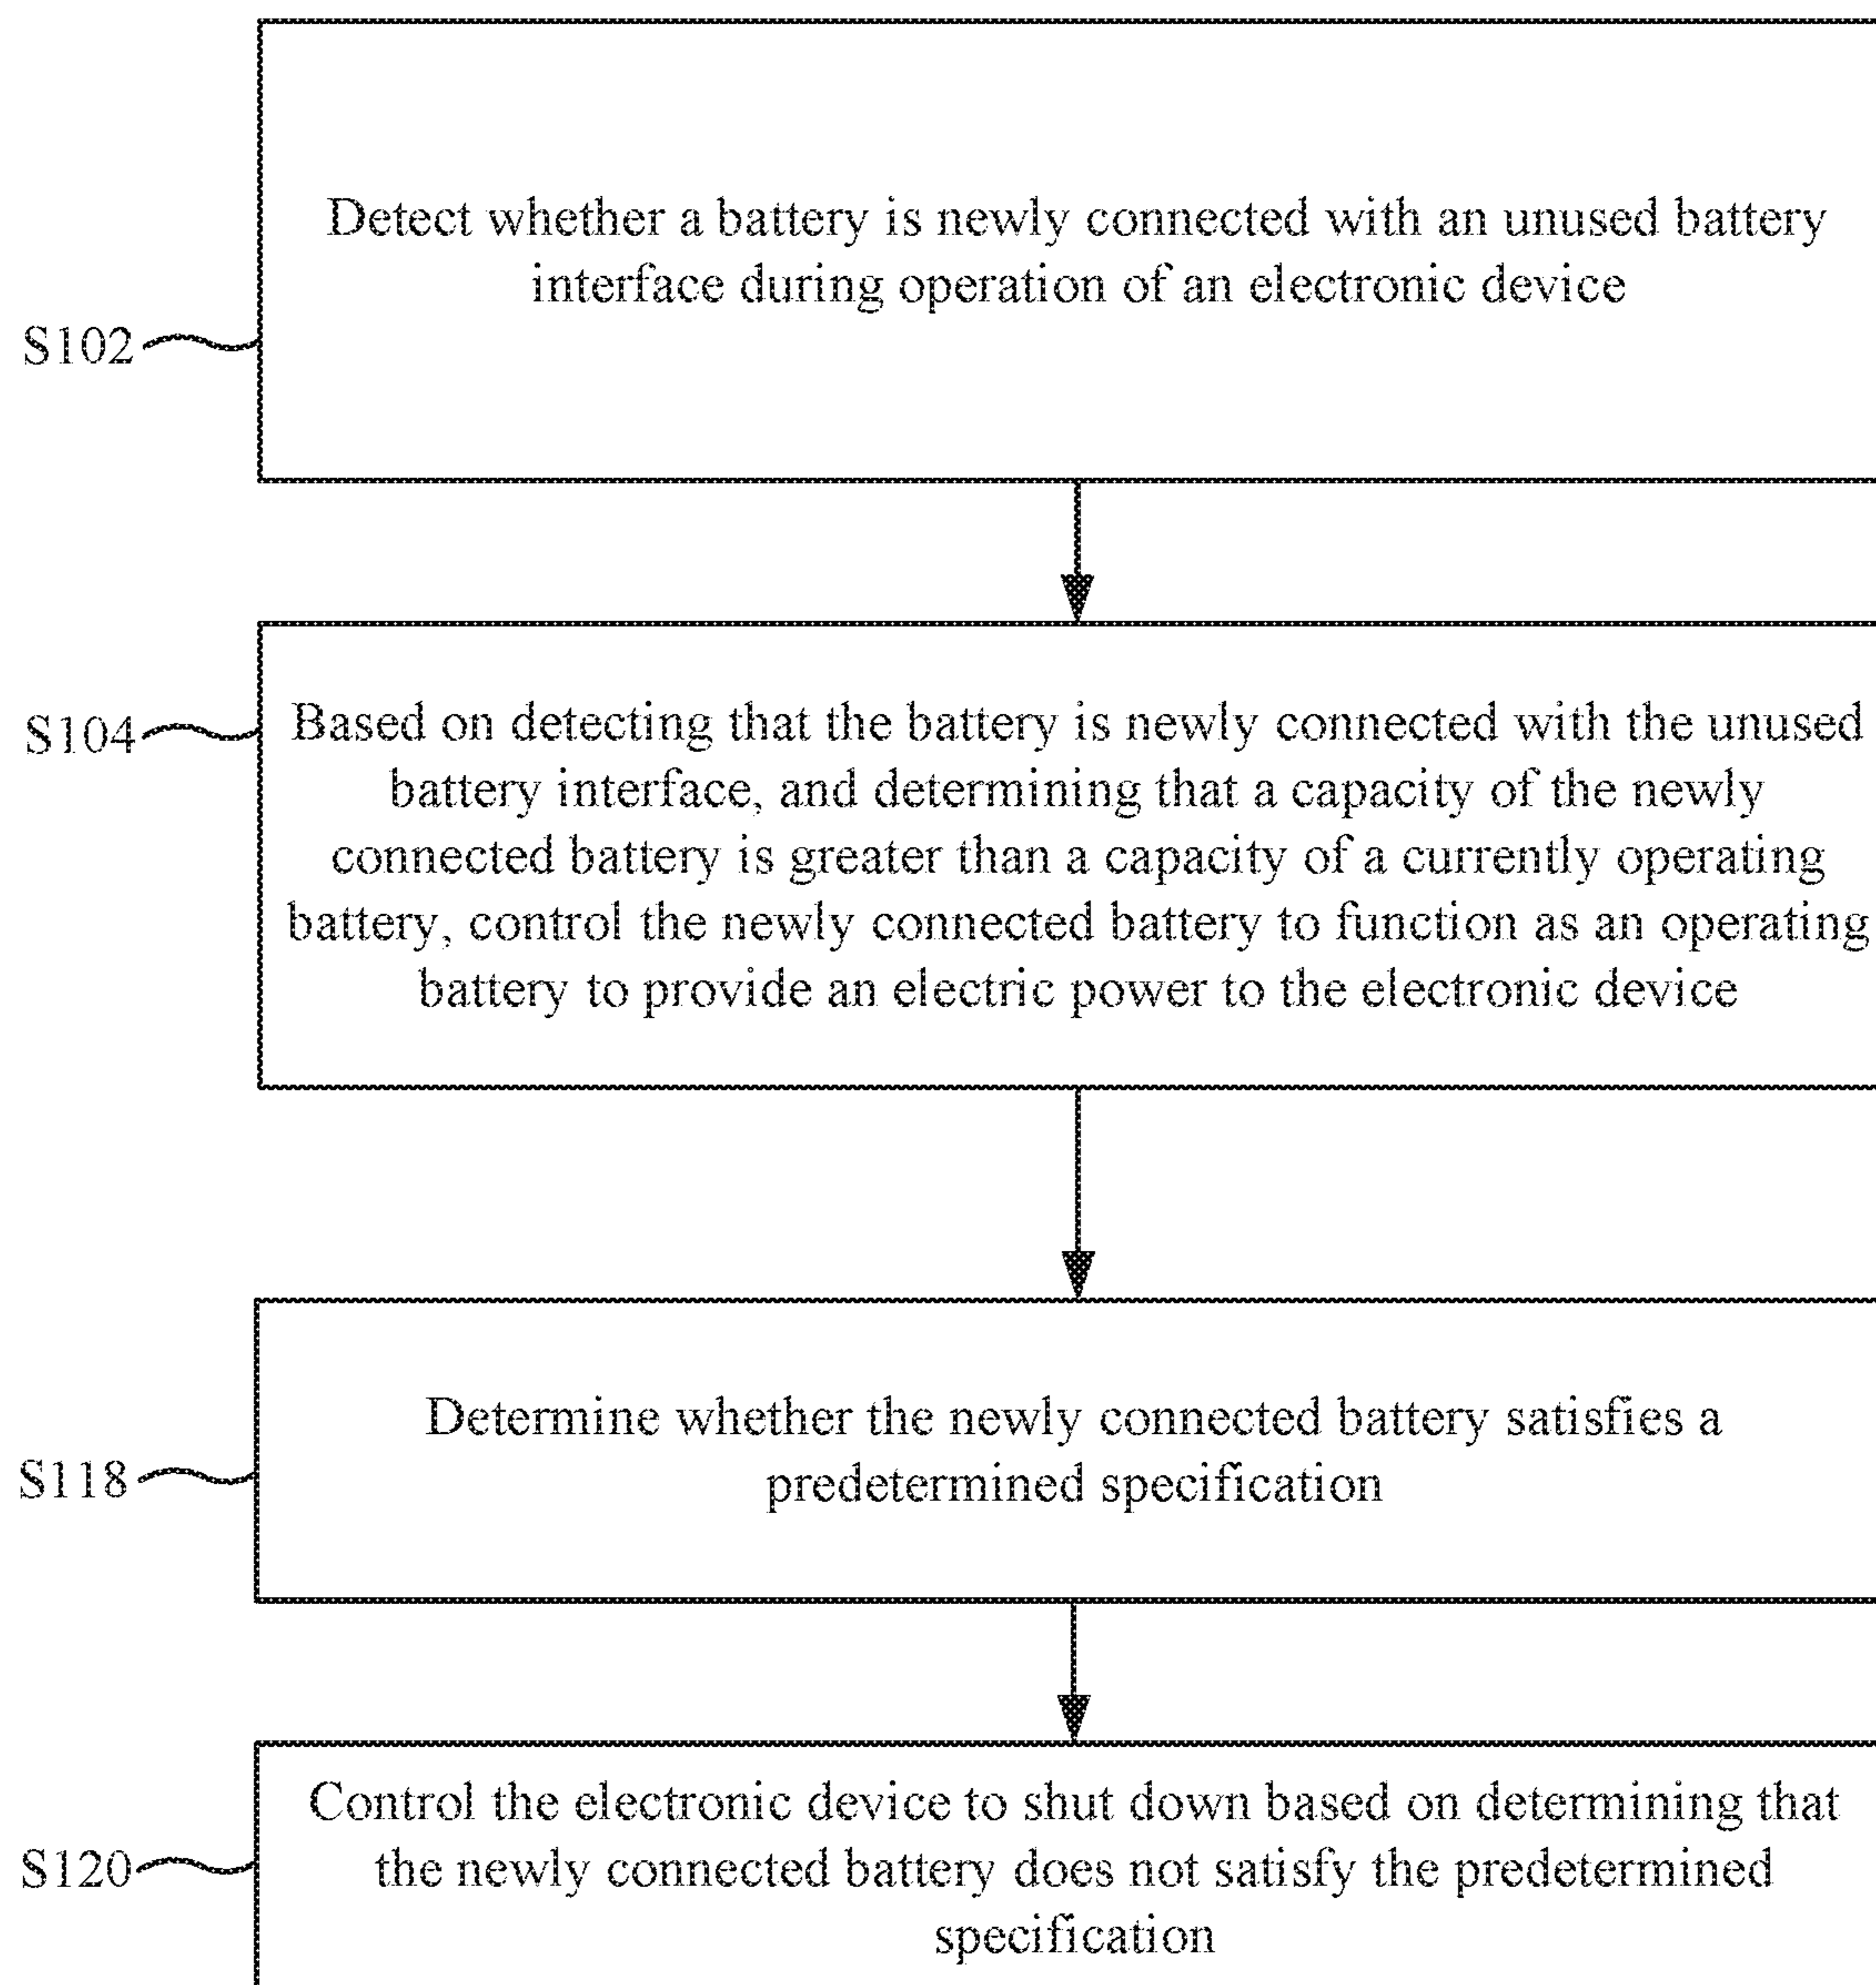 Detect whether a battery is newly connected with an unused battery
interface during operation of an electronic device
S102
S104
Based on detecting that the battery is newly connected with the unused
battery interface, and determining that a capacity of the newly
connected battery is greater than a capacity of a currently operating
battery, control the newly connected battery to function as an operating
battery to provide an electric power to the electronic device
Determine whether the newly connected battery satisfies a
predetermined specification
S118
Control the electronic device to shut down based on determining that
the newly connected battery does not satisfy the predetermined
specification
S120